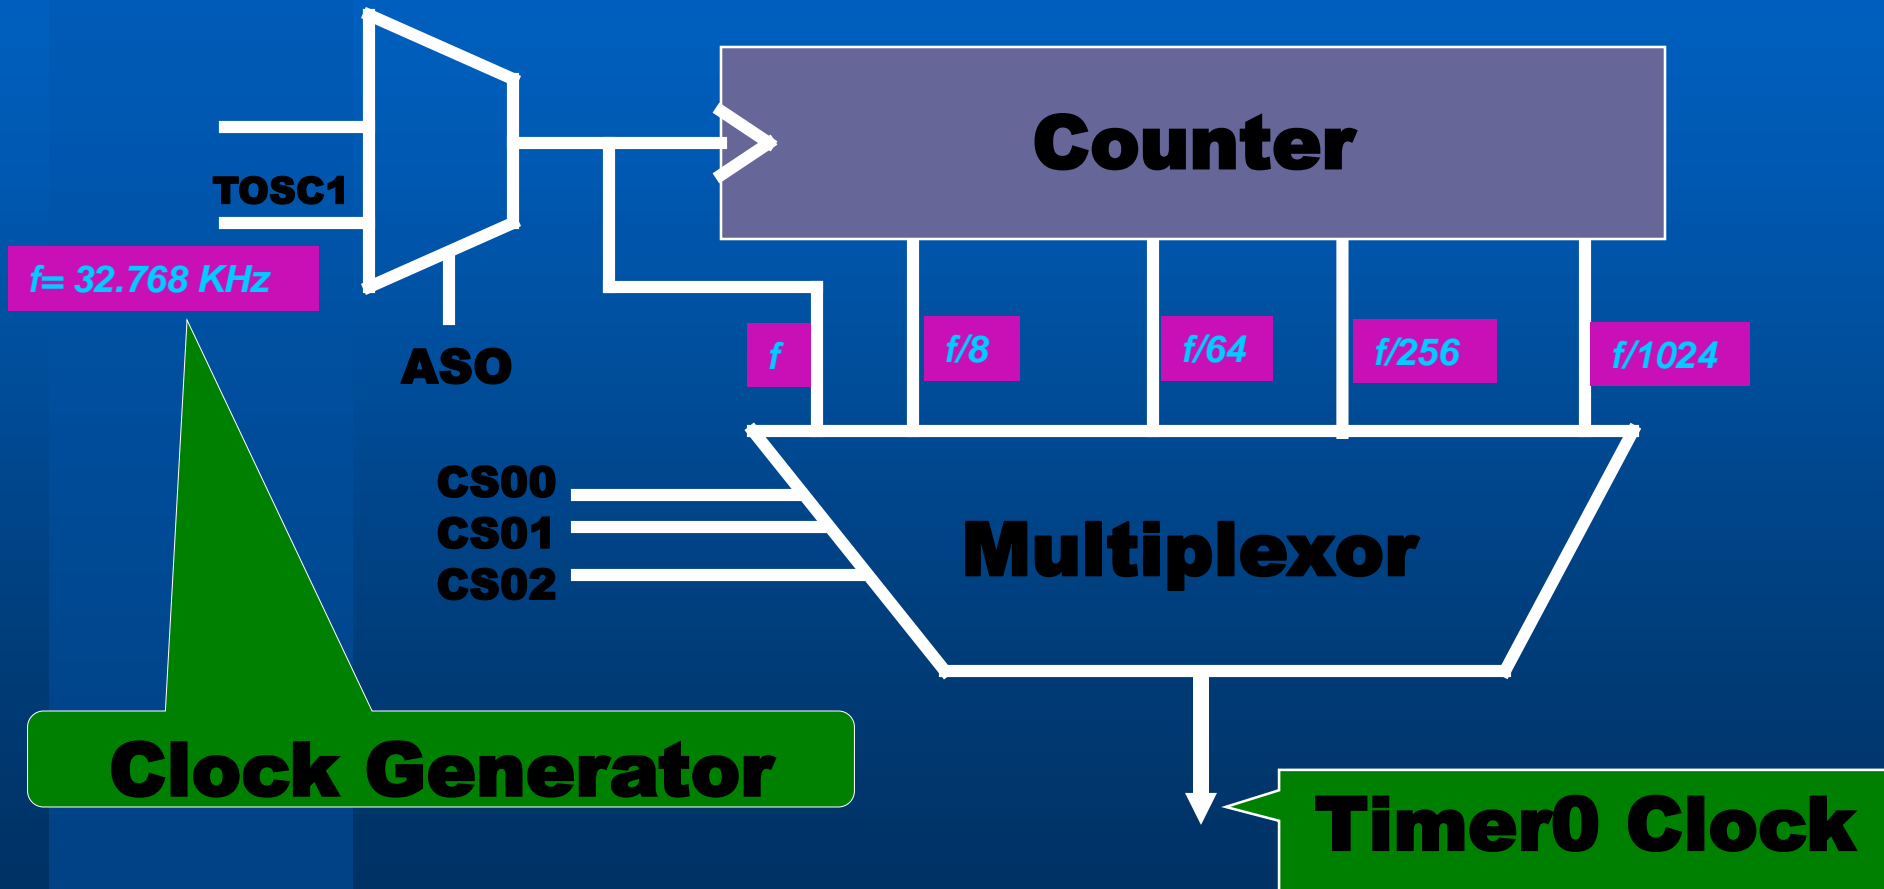 Counter
TOSC1
f= 32.768 KHz
ASO
f
f/8
f/64
f/256
f/1024
CS00
CS01
CS02
Multiplexor
Clock Generator
Timer0 Clock